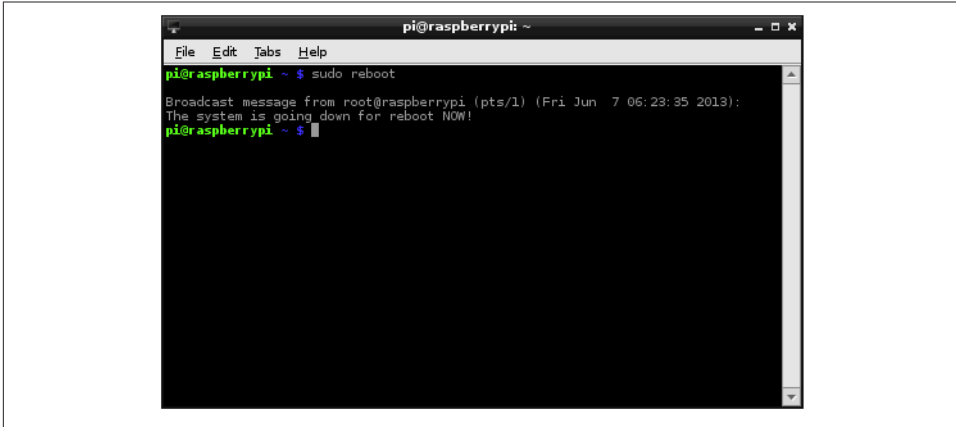 pi@raspberrypi: ~
File Edit Tabs Help
pi@raspberrypi ~ $ sudo reboot
Broadcast message from root@raspberrypi (pts/1) (Fri Jun  7 06:23:35 2013):
The system is going down for reboot NOW!
pi@raspberrypi ~ $